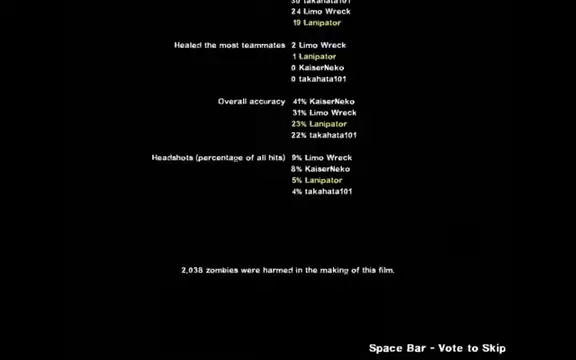 takahata101
24 Limo Wreck
19 Lanipator
Healed the most teammates 2 Limo Wreck
1 Lanipator
0 KaiserNeko
0 takahata101
Overall accuracy 41% KaiserNeko
31% Limo Wreck
23% Lanipator
22% takahata101
Headshots (percentage of all hits) 9% Limo Wreck
8% KaiserNeko
5% Lanipator
4% takahata101
2,038 zombies were harmed in the making of this film.
Space Bar - Vote to Skip